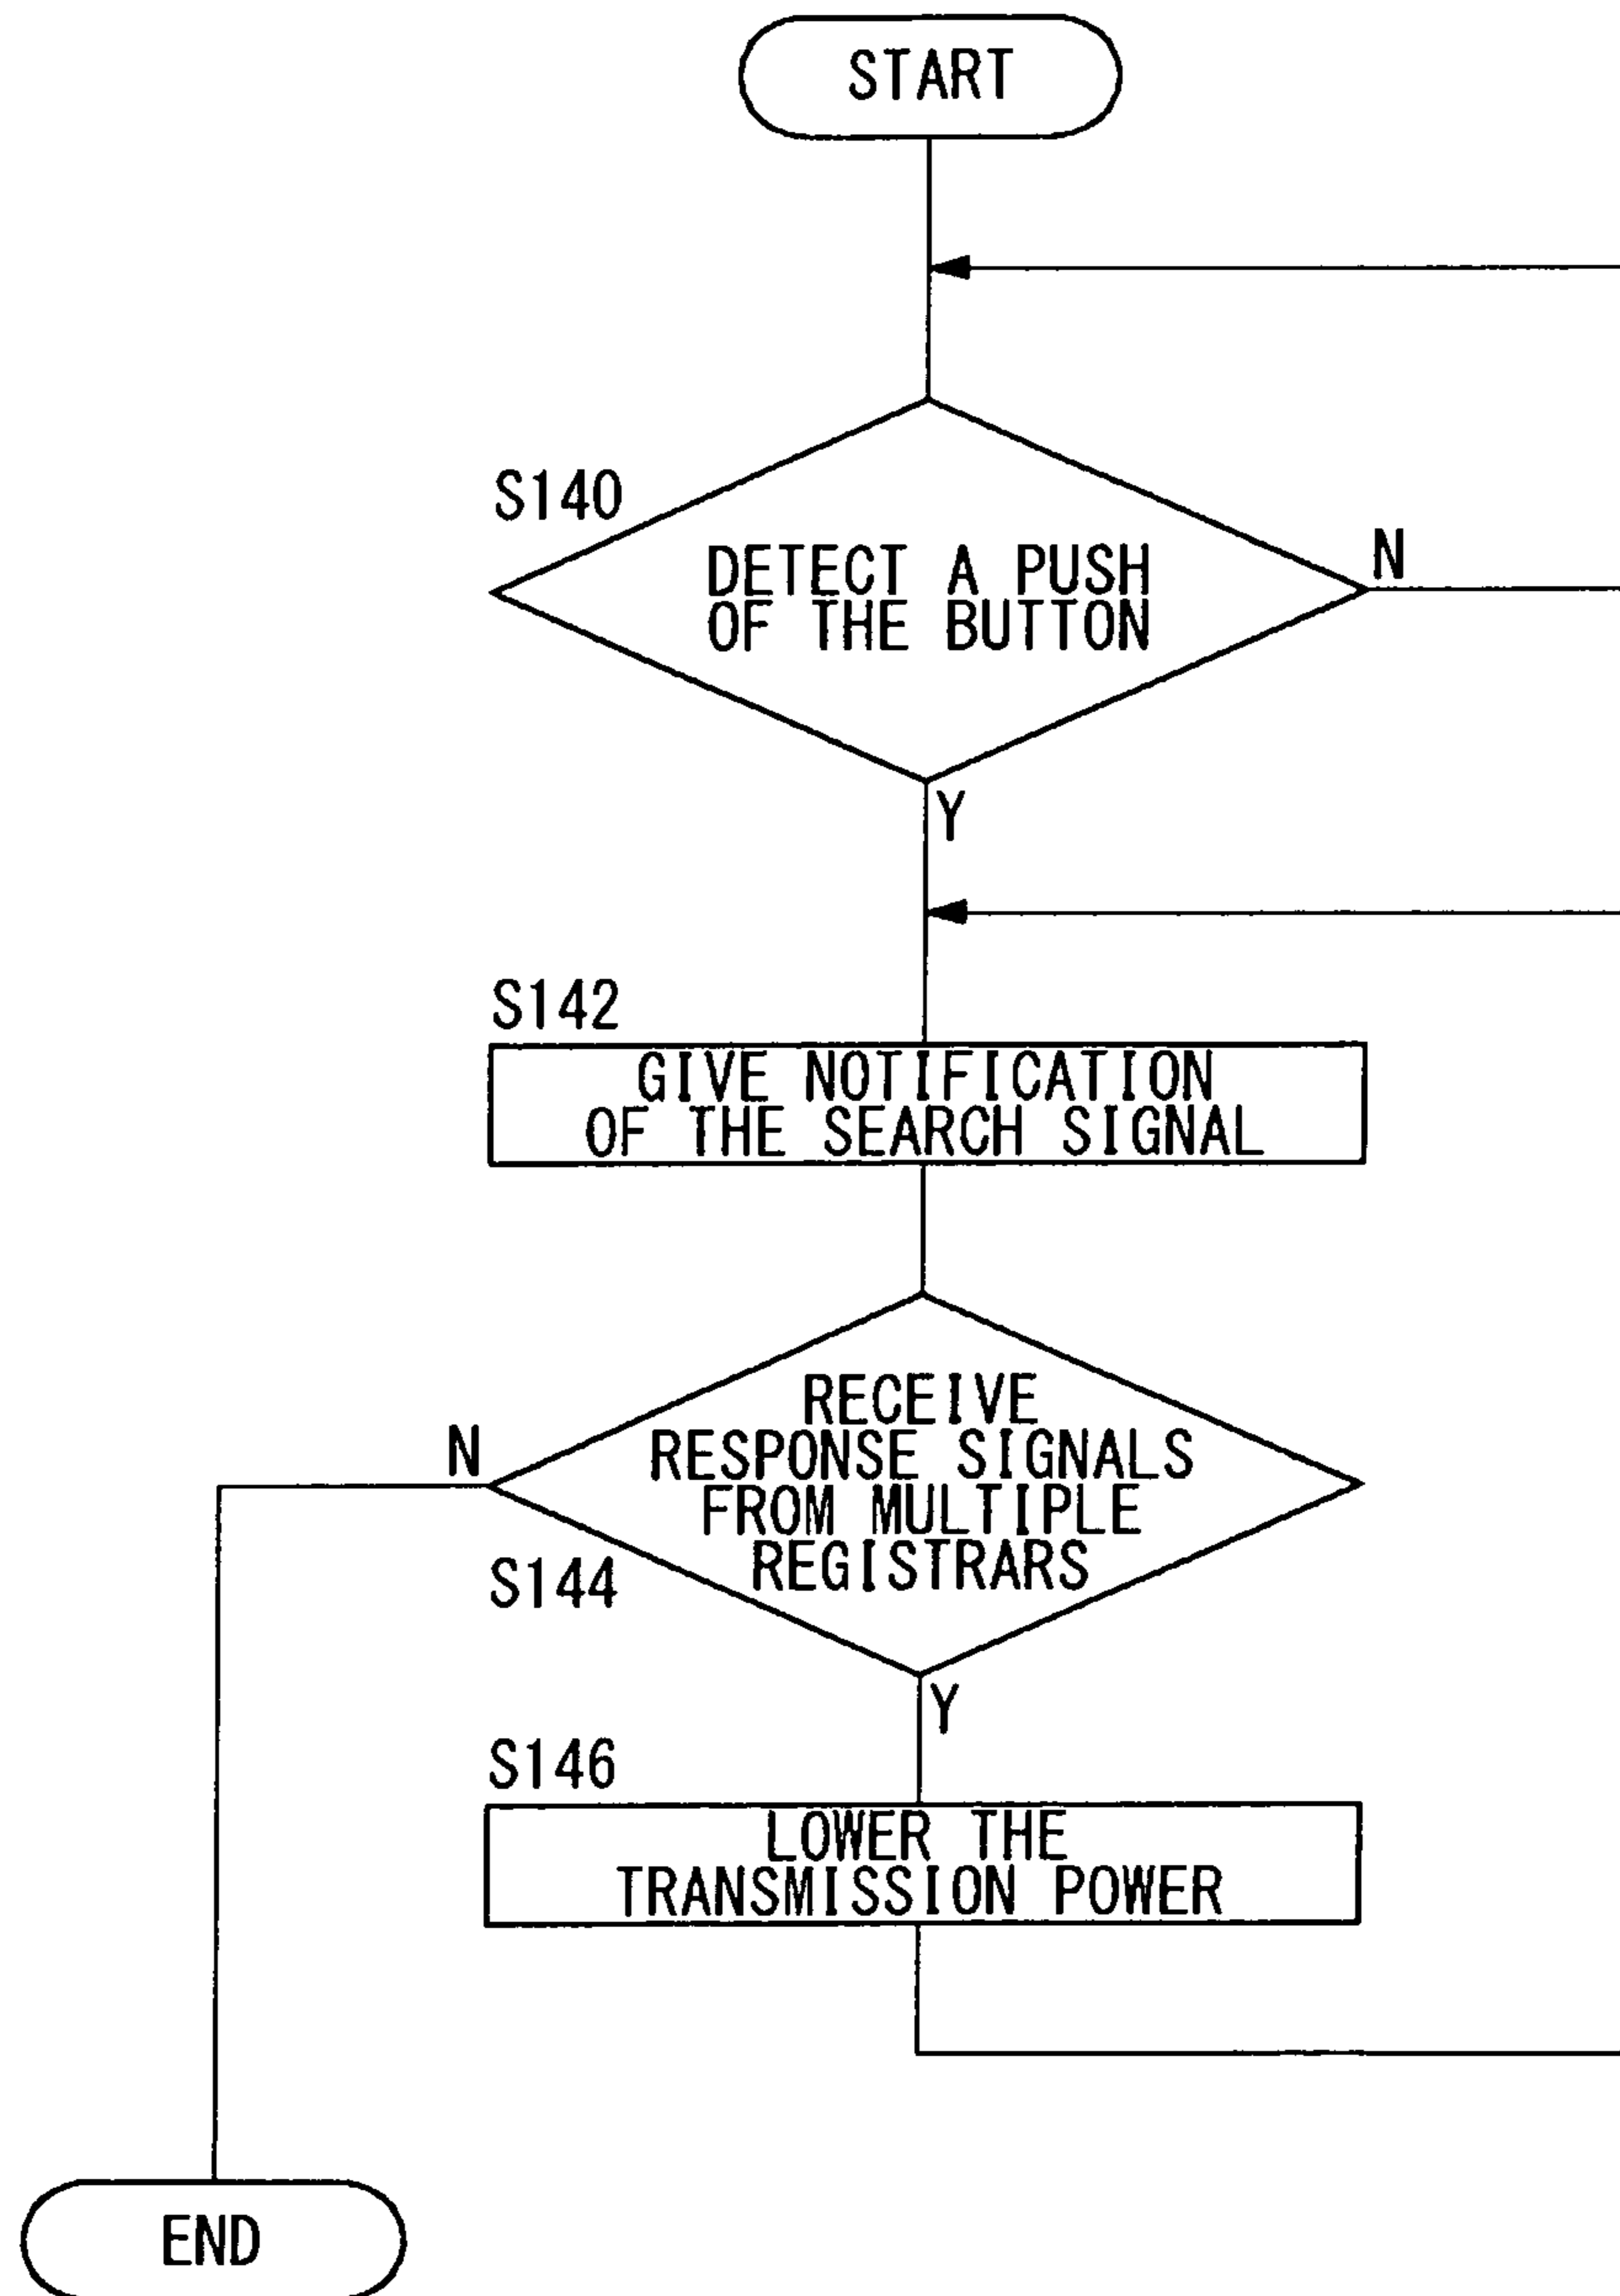 START
S140
DETECT A PUSH
OF THE BUTTON
N
Y
S142
GIVE NOTIFICATION
OF THE SEARCH SIGNAL
RECEIVE
RESPONSE SIGNALS
FROM MULTIPLE
REGISTRARS
N
S144
Y
S146
LOWER THE
TRANSMISSION POWER
END